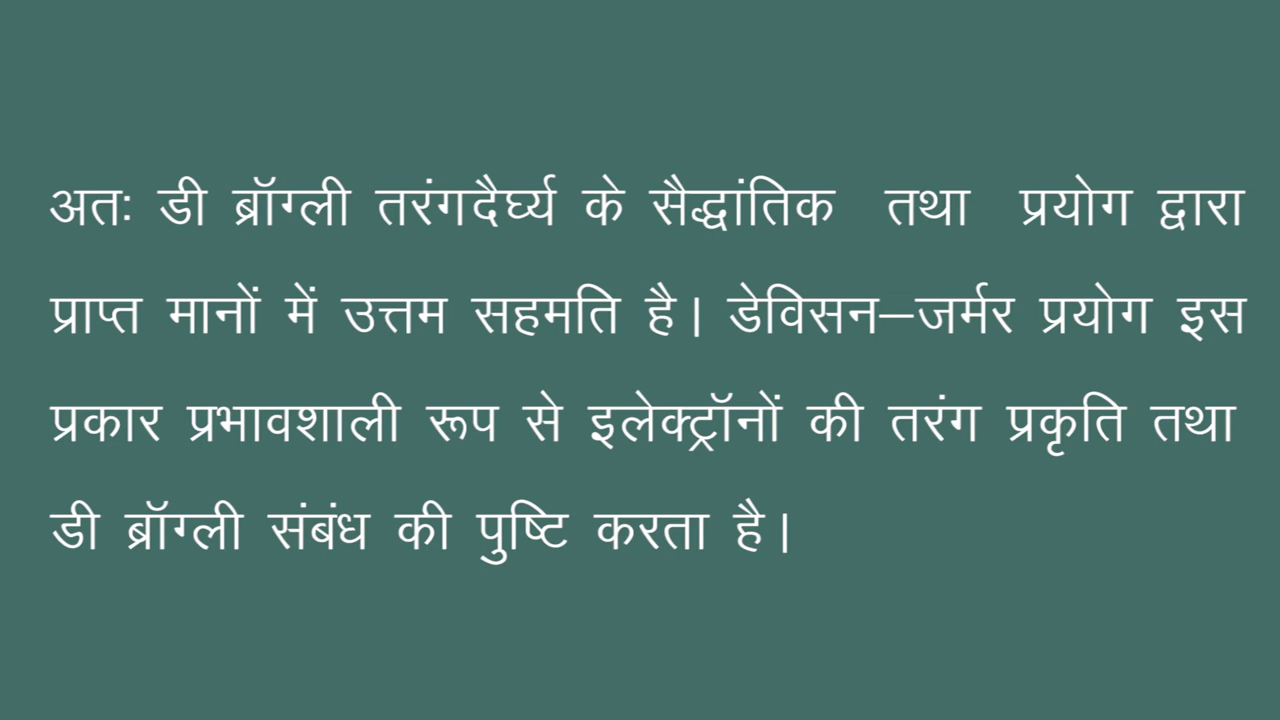 अतः डी ब्रॉग्ली तरंगदैर्घ्य के सैद्धांतिक तथा प्रयोग द्वारा
प्राप्त मानों में उत्तम सहमति है। डेविसन–जर्मर प्रयोग इस
प्रकार प्रभावशाली रूप से इलेक्ट्रॉनों की तरंग प्रकृति तथा
डी ब्रॉग्ली संबंध की पुष्टि करता है।